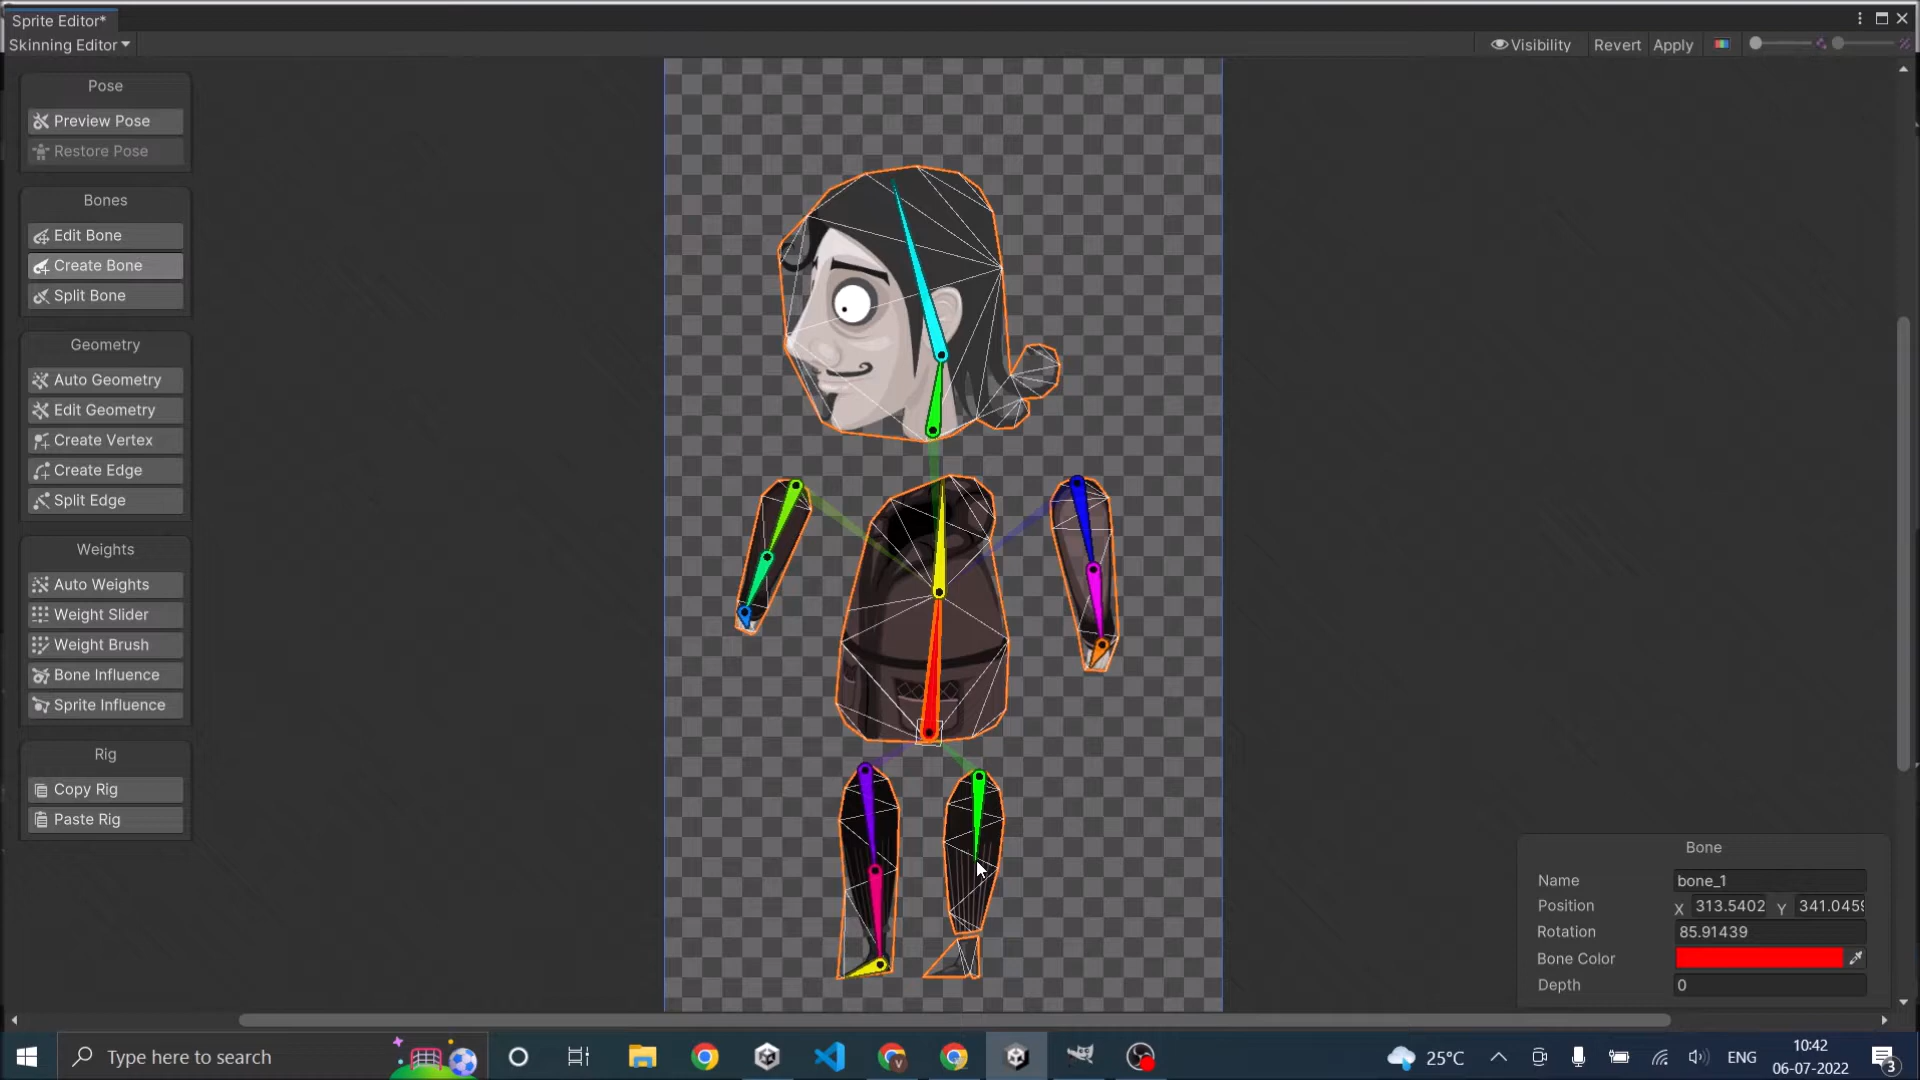 Sprite Editor*
Skinning Editor
Visibility
Revert
Apply
Pose
Preview Pose
Restore Pose
Bones
Edit Bone
Create Bone
Split Bone
Geometry
Auto Geometry
Edit Geometry
Create Vertex
Create Edge
Split Edge
Weights
Auto Weights
Weight Slider
Weight Brush
Bone Influence
Sprite Influence
Rig
Copy Rig
Paste Rig
Bone
Name bone_1
Position X 313.5402 Y 341.0459
Rotation 85.91439
Bone Color
Depth 0
Type here to search
25°C
ENG
10:42
06-07-2022
3